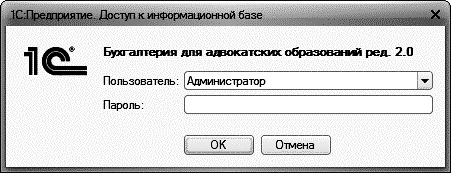 1С:Предприятие. Доступ к информационной базе
1С®
Бухгалтерия для адвокатских образований ред. 2.0
Пользователь: Администратор
Пароль:
OK Отмена